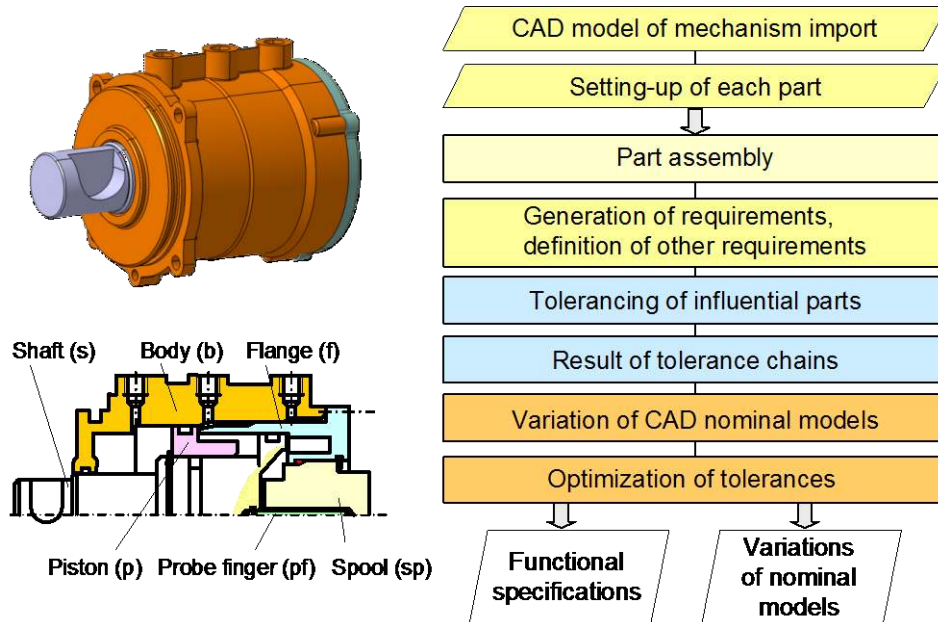 CAD model of mechanism import
Setting-up of each part
Part assembly
Generation of requirements,
definition of other requirements
Tolerancing of influential parts
Result of tolerance chains
Variation of CAD nominal models
Optimization of tolerances
Functional
specifications
Variations
of nominal
models
Shaft (s)
Body (b)
Flange (f)
Piston (p)
Probe finger (pf)
Spool (sp)